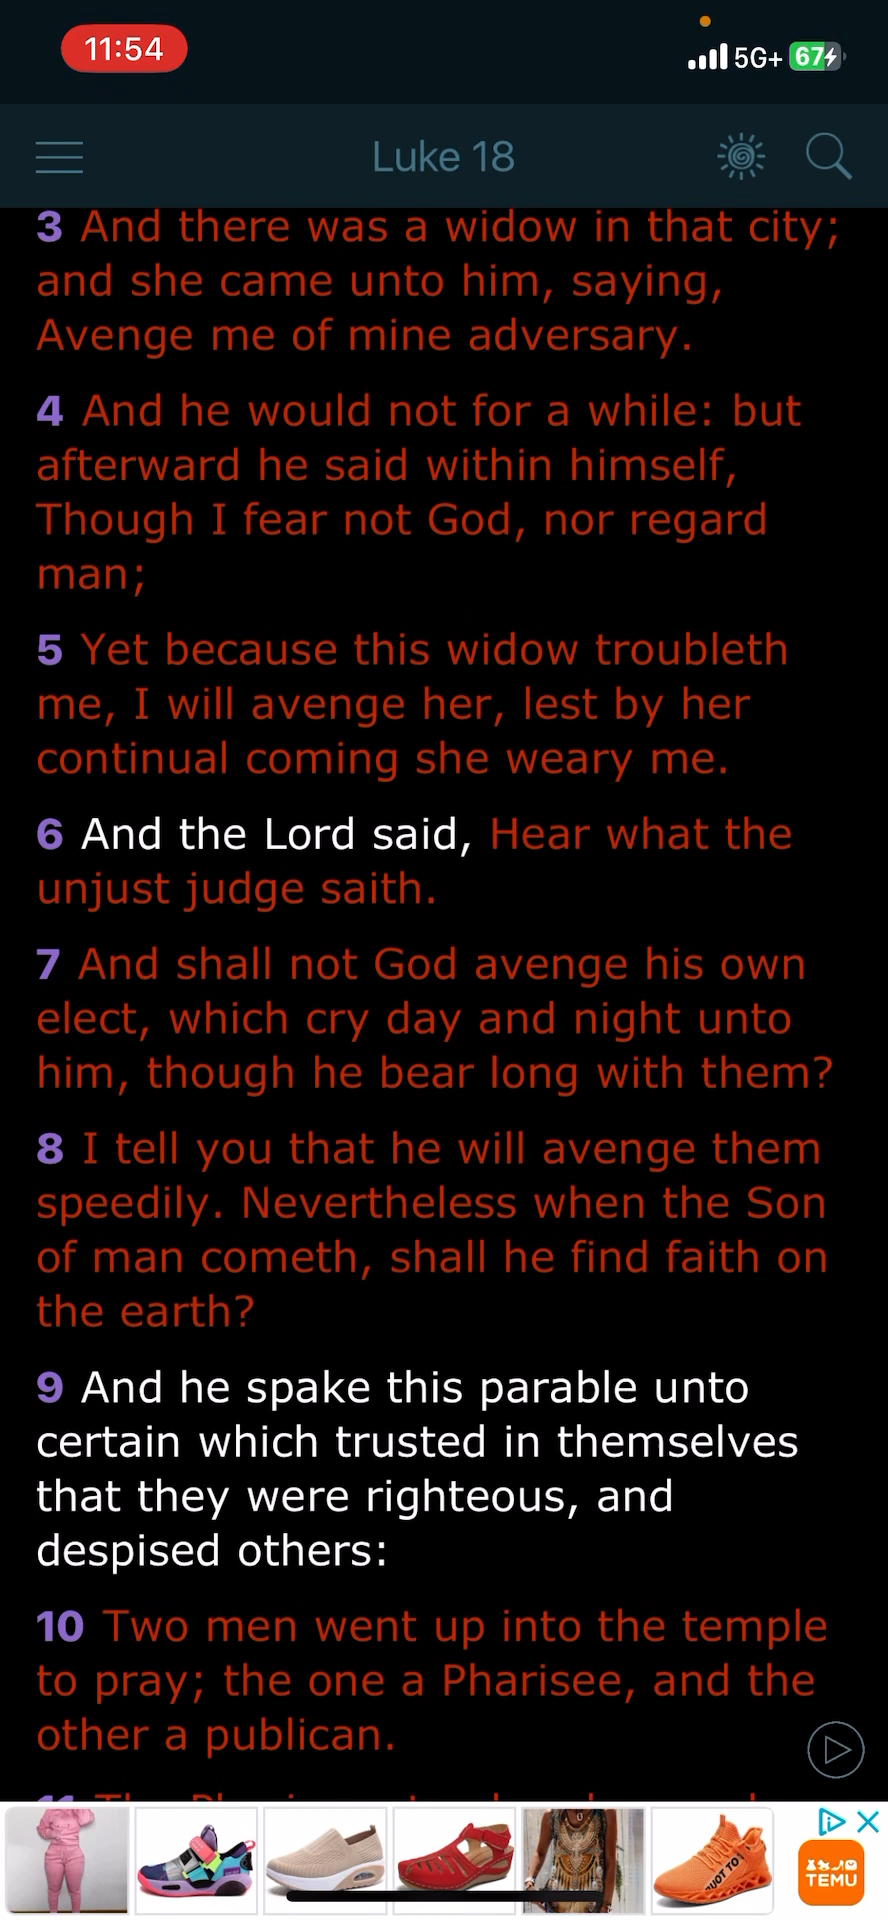 11:54
5G+ 67
Luke 18
3 And there was a widow in that city;
and she came unto him, saying,
Avenge me of mine adversary.
4 And he would not for a while: but
afterward he said within himself,
Though I fear not God, nor regard
man;
5 Yet because this widow troubleth
me, I will avenge her, lest by her
continual coming she weary me.
6 And the Lord said, Hear what the
unjust judge saith.
7 And shall not God avenge his own
elect, which cry day and night unto
him, though he bear long with them?
8 I tell you that he will avenge them
speedily. Nevertheless when the Son
of man cometh, shall he find faith on
the earth?
9 And he spake this parable unto
certain which trusted in themselves
that they were righteous, and
despised others:
10 Two men went up into the temple
to pray; the one a Pharisee, and the
other a publican.
TEMU